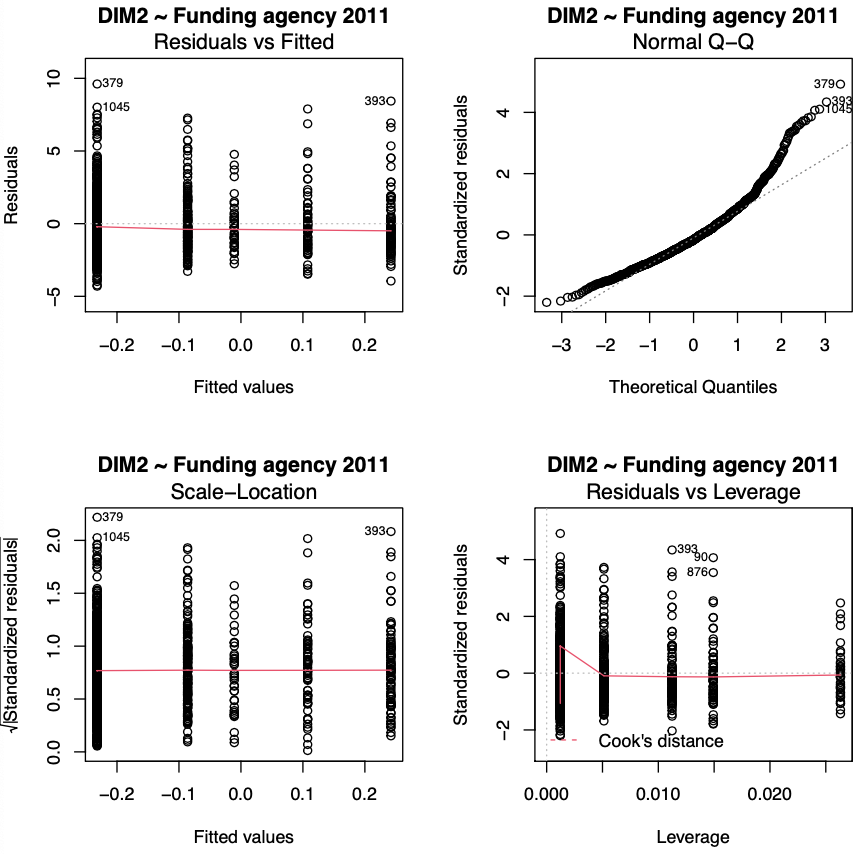 DIM2 ~ Funding agency 2011
Residuals vs Fitted
379
1045
393
10
5
0
−5
Residuals
−0.2 −0.1 0.0 0.1 0.2
Fitted values
DIM2 ~ Funding agency 2011
Normal Q−Q
379
393
1045
4
2
0
−2
Standardized residuals
−3 −2 −1 0 1 2 3
Theoretical Quantiles
DIM2 ~ Funding agency 2011
Scale−Location
379
1045
393
2.0
1.5
1.0
0.5
0.0
√|Standardized residuals|
−0.2 −0.1 0.0 0.1 0.2
Fitted values
DIM2 ~ Funding agency 2011
Residuals vs Leverage
393
90
876
4
2
0
−2
Standardized residuals
Cook's distance
0.000 0.010 0.020
Leverage